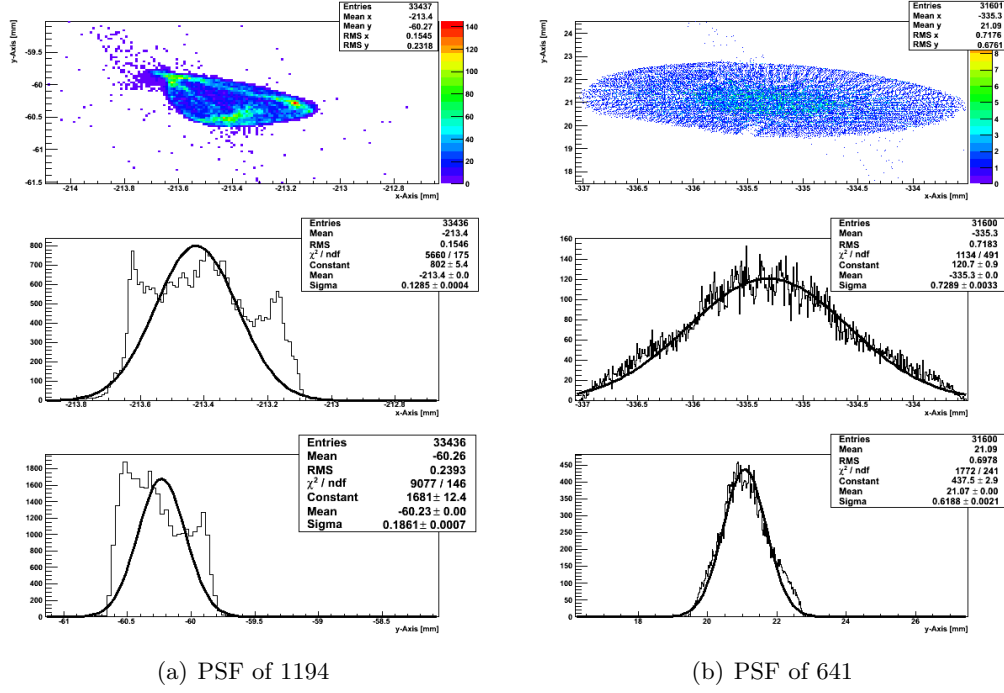 Entries 33437
Mean x -213.4
Mean y -60.27
RMS x 0.1545
RMS y 0.2318
y-Axis [mm]
-59.5
-60
-60.5
-61
-61.5
-214 -213.8 -213.6 -213.4 -213.2 -213 -212.8
x-Axis [mm]
140
120
100
80
60
40
20
0
Entries 31601
Mean x -335.3
Mean y 21.09
RMS x 0.7176
RMS y 0.6761
y-Axis [mm]
24
23
22
21
20
19
18
-337 -336.5 -336 -335.5 -335 -334.5 -334
x-Axis [mm]
8
7
6
5
4
3
2
1
0
Entries 33436
Mean -213.4
RMS 0.1546
χ² / ndf 5660 / 175
Constant 802 ± 5.4
Mean -213.4 ± 0.0
Sigma 0.1285 ± 0.0004
800
700
600
500
400
300
200
100
0
-213.8 -213.6 -213.4 -213.2 -213 -212.8
x-Axis [mm]
Entries 31600
Mean -335.3
RMS 0.7183
χ² / ndf 1134 / 491
Constant 120.7 ± 0.9
Mean -335.3 ± 0.0
Sigma 0.7289 ± 0.0033
160
140
120
100
80
60
40
20
0
-337 -336.5 -336 -335.5 -335 -334.5 -334
x-Axis [mm]
Entries 33436
Mean -60.26
RMS 0.2393
χ² / ndf 9077 / 146
Constant 1681 ± 12.4
Mean -60.23 ± 0.00
Sigma 0.1861 ± 0.0007
1800
1600
1400
1200
1000
800
600
400
200
0
-61 -60.5 -60 -59.5 -59 -58.5
y-Axis [mm]
Entries 31600
Mean 21.09
RMS 0.6978
χ² / ndf 1772 / 241
Constant 437.5 ± 2.9
Mean 21.07 ± 0.00
Sigma 0.6188 ± 0.0021
450
400
350
300
250
200
150
100
50
0
18 20 22 24 26
y-Axis [mm]
(a) PSF of 1194
(b) PSF of 641